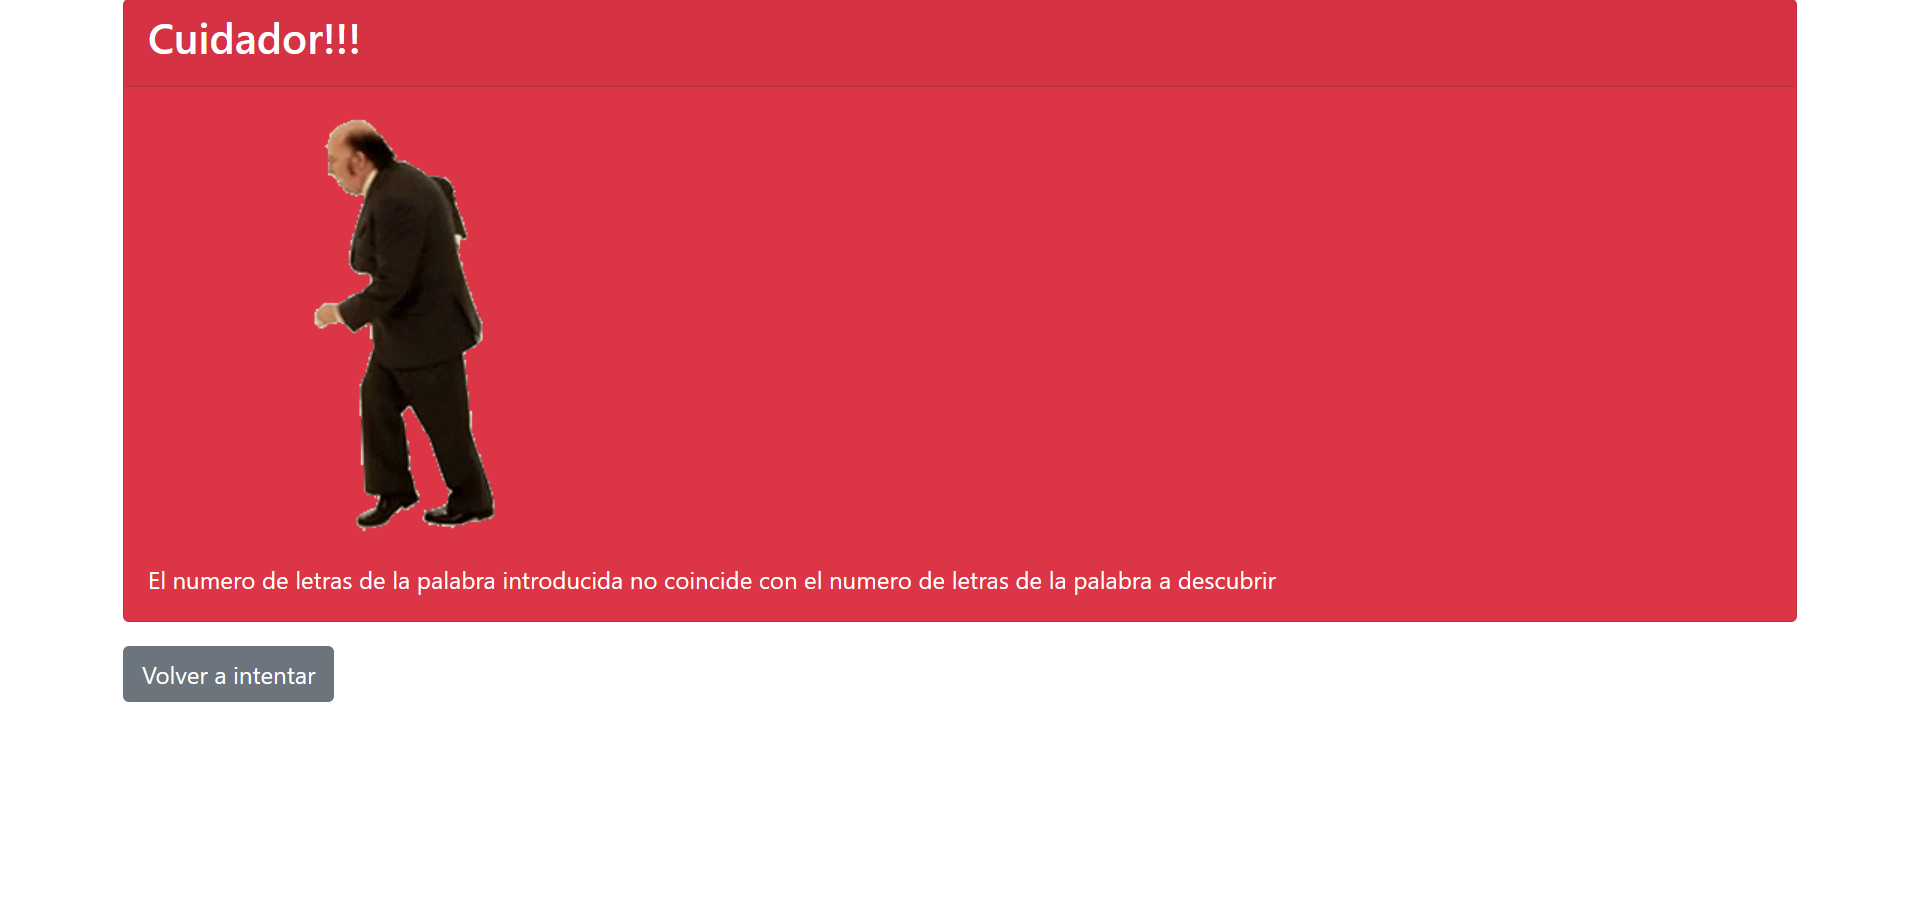 Cuidador!!!
El numero de letras de la palabra introducida no coincide con el numero de letras de la palabra a descubrir
Volver a intentar